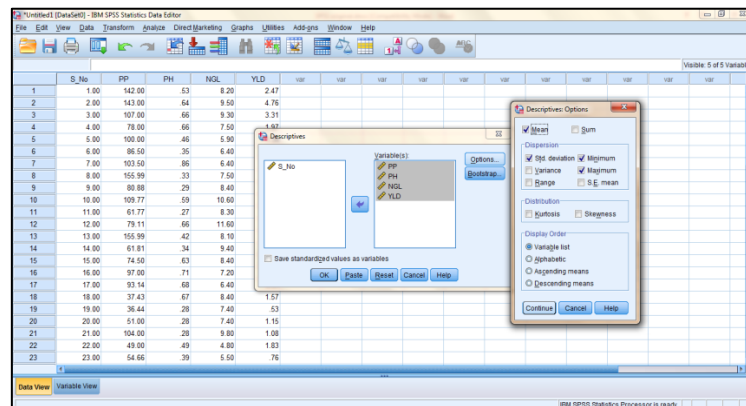 *Untitled1 [DataSet0] - IBM SPSS Statistics Data Editor
File Edit View Data Transform Analyze Direct Marketing Graphs Utilities Add-ons Window Help
Visible: 5 of 5 Variabl
S_No PP PH NGL YLD var var var var var var var var var
1 1.00 142.00 .53 8.20 2.47
2 2.00 143.00 .64 9.50 4.76
3 3.00 107.00 .66 9.30 3.31
4 4.00 78.00 .66 7.50 1.97
5 5.00 100.00 .46 5.90
6 6.00 86.50 .35 6.40
7 7.00 103.50 .86 6.40
8 8.00 155.99 .33 7.50
9 9.00 80.88 .29 8.40
10 10.00 109.77 .59 10.60
11 11.00 61.77 .27 8.30
12 12.00 79.11 .66 11.60
13 13.00 155.99 .42 8.10
14 14.00 61.81 .34 9.40
15 15.00 74.50 .63 8.40
16 16.00 97.00 .71 7.20
17 17.00 93.14 .68 6.40
18 18.00 37.43 .67 8.40 1.57
19 19.00 36.44 .28 7.40 .53
20 20.00 51.00 .28 7.40 1.15
21 21.00 104.00 .28 9.80 1.08
22 22.00 49.00 .49 4.80 1.83
23 23.00 54.66 .39 5.50 .76
Descriptives
Variable(s):
S_No
PP
PH
NGL
YLD
Options...
Bootstrap...
Save standardized values as variables
OK Paste Reset Cancel Help
Descriptives: Options
Mean Sum
Dispersion
Std. deviation Minimum
Variance Maximum
Range S.E. mean
Distribution
Kurtosis Skewness
Display Order
Variable list
Alphabetic
Ascending means
Descending means
Continue Cancel Help
Data View Variable View
IBM SPSS Statistics Processor is ready